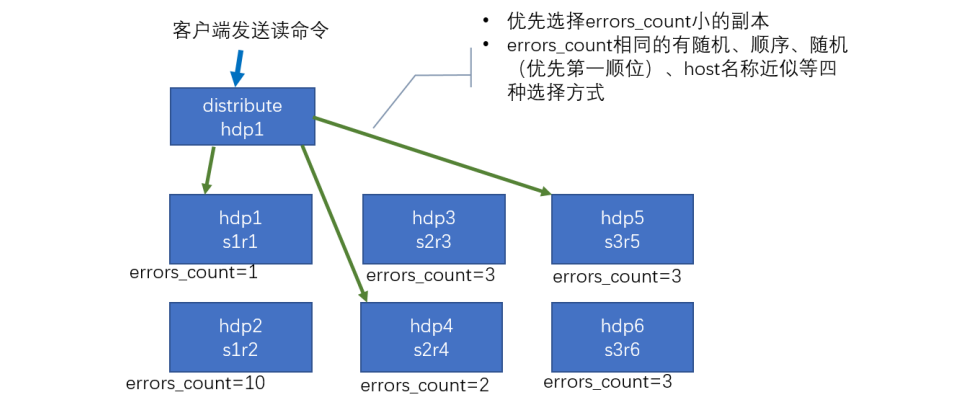 客户端发送读命令
• 优先选择errors_count小的副本
• errors_count相同的有随机、顺序、随机
（优先第一顺位）、host名称近似等四
种选择方式
distribute
hdp1
hdp1
s1r1
errors_count=1
hdp3
s2r3
errors_count=3
hdp5
s3r5
errors_count=3
hdp2
s1r2
errors_count=10
hdp4
s2r4
errors_count=2
hdp6
s3r6
errors_count=3